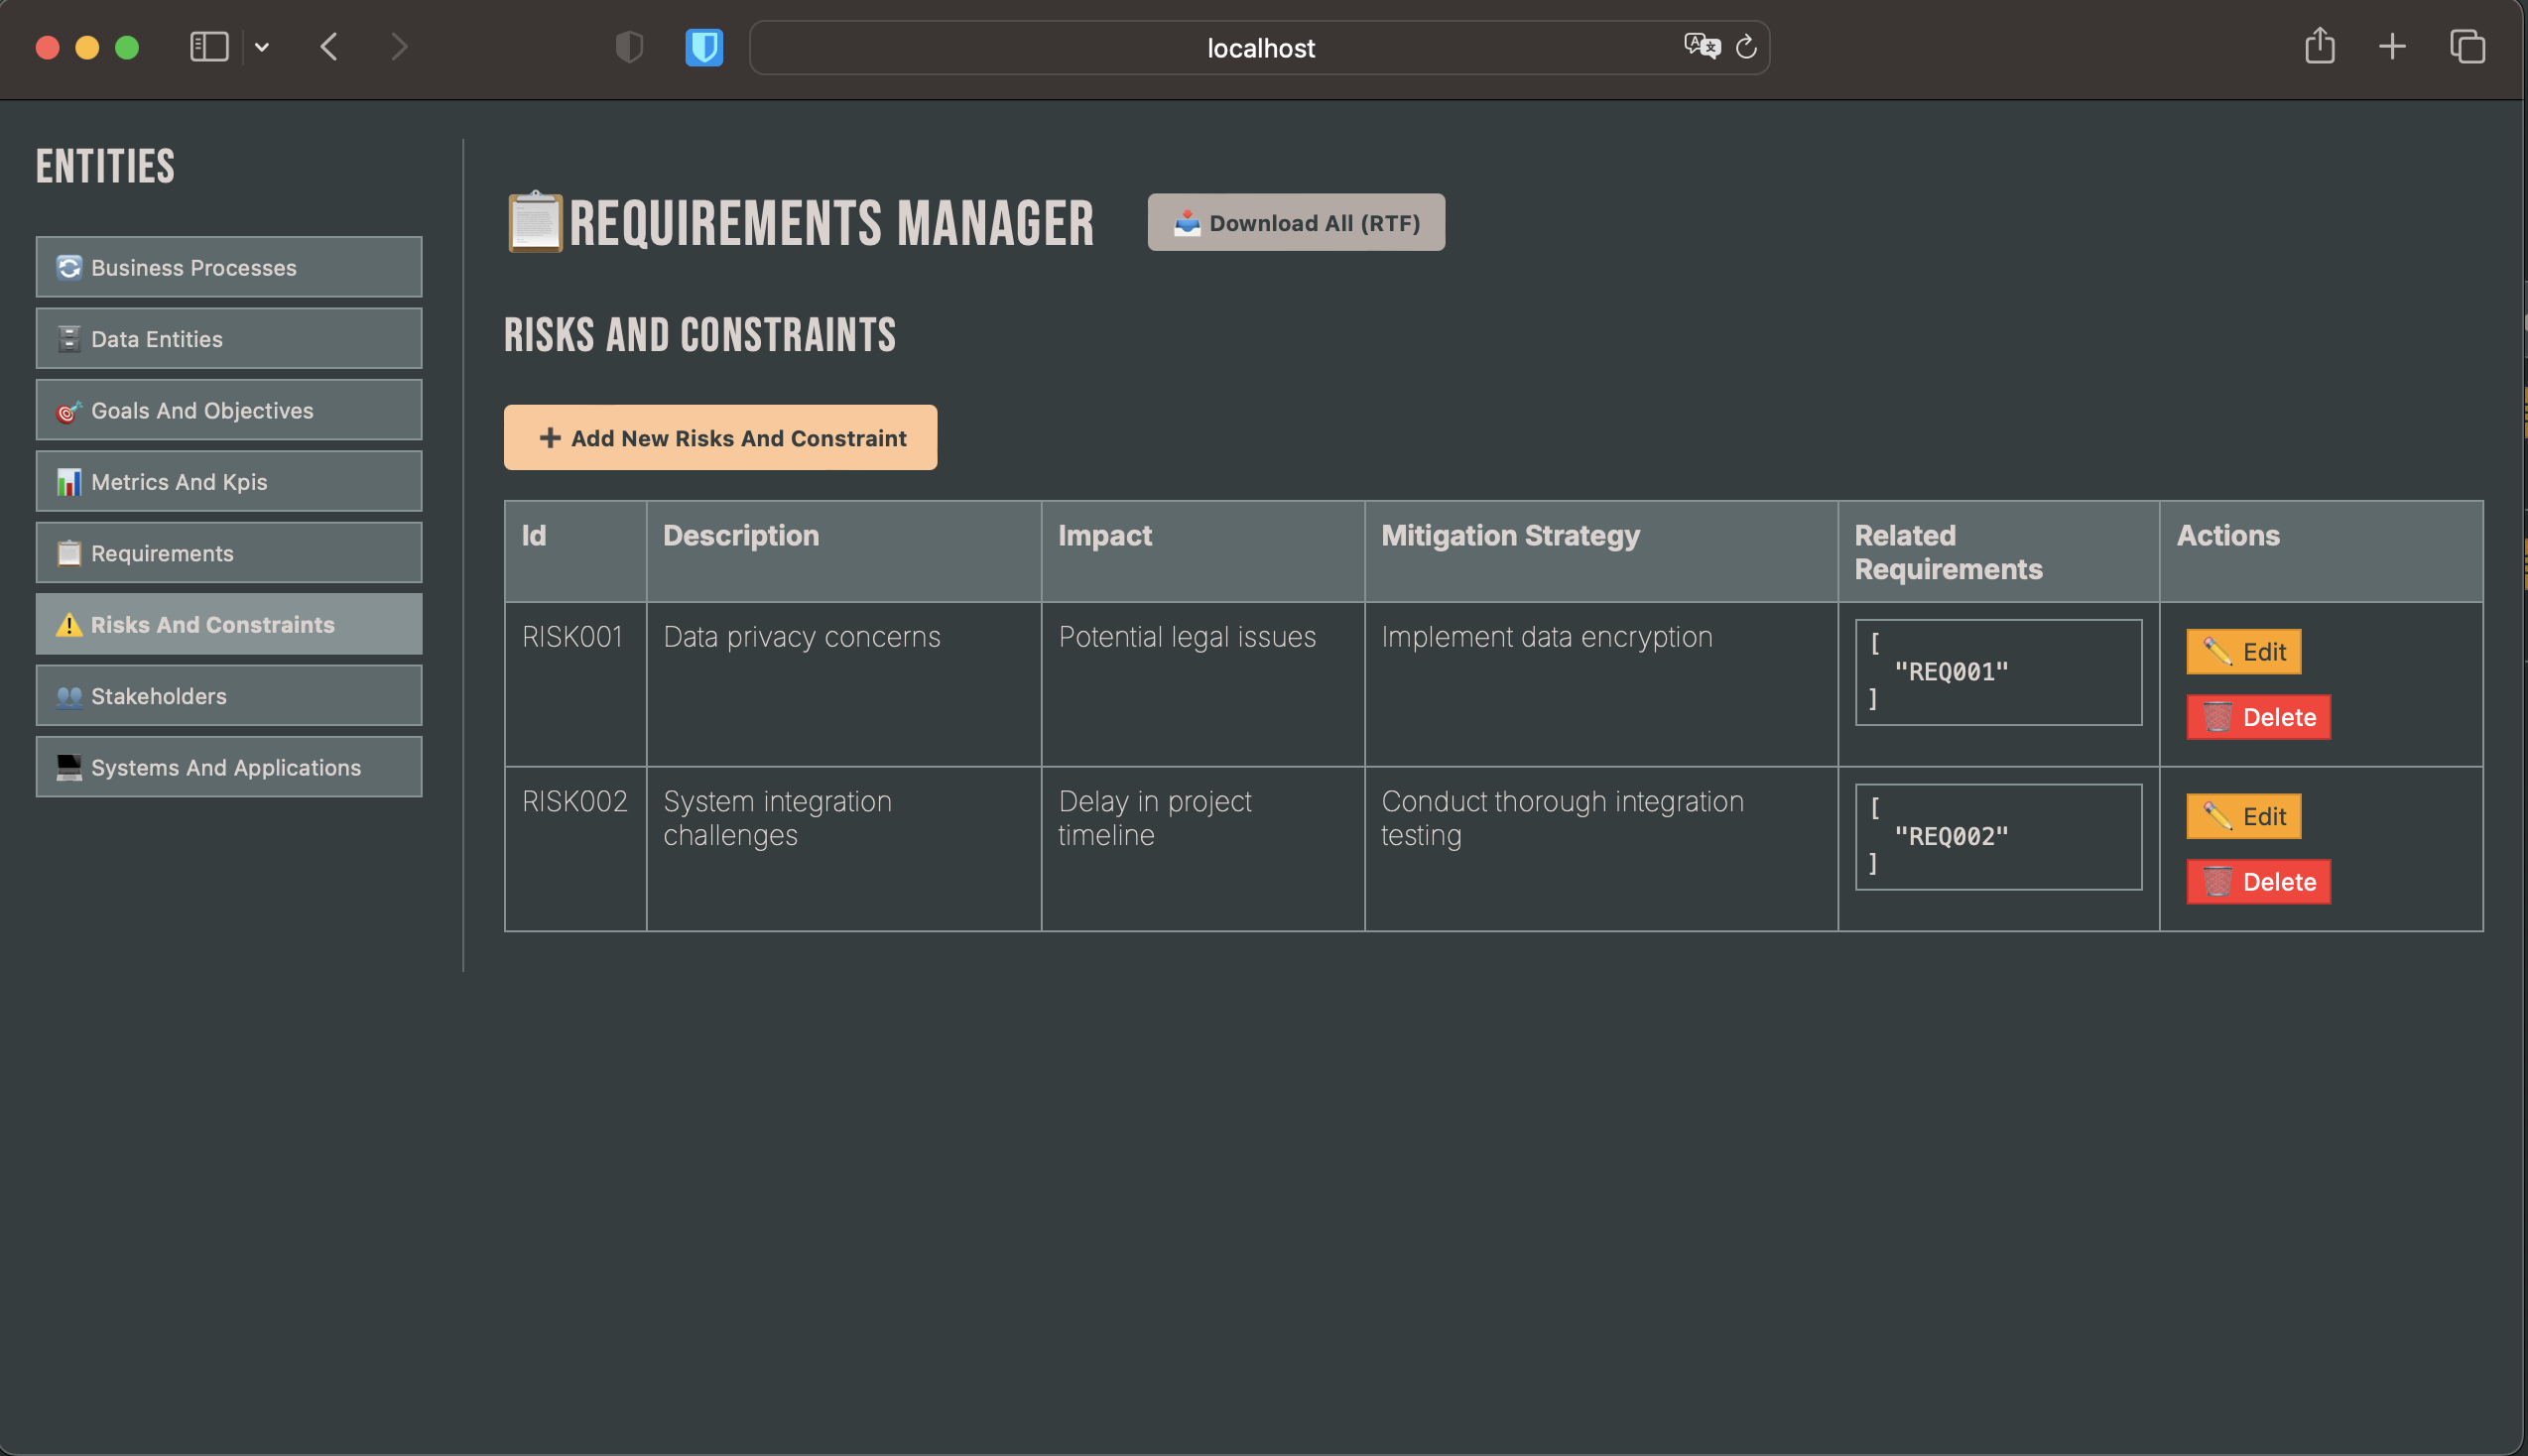 localhost
ENTITIES
Business Processes
Data Entities
Goals And Objectives
Metrics And Kpis
Requirements
Risks And Constraints
Stakeholders
Systems And Applications
REQUIREMENTS MANAGER
Download All (RTF)
RISKS AND CONSTRAINTS
Add New Risks And Constraint
Id Description Impact Mitigation Strategy Related Actions
Requirements
RISK001 Data privacy concerns Potential legal issues Implement data encryption [
"REQ001"
]
Edit
Delete
RISK002 System integration Delay in project Conduct thorough integration [
challenges timeline testing "REQ002"
]
Edit
Delete